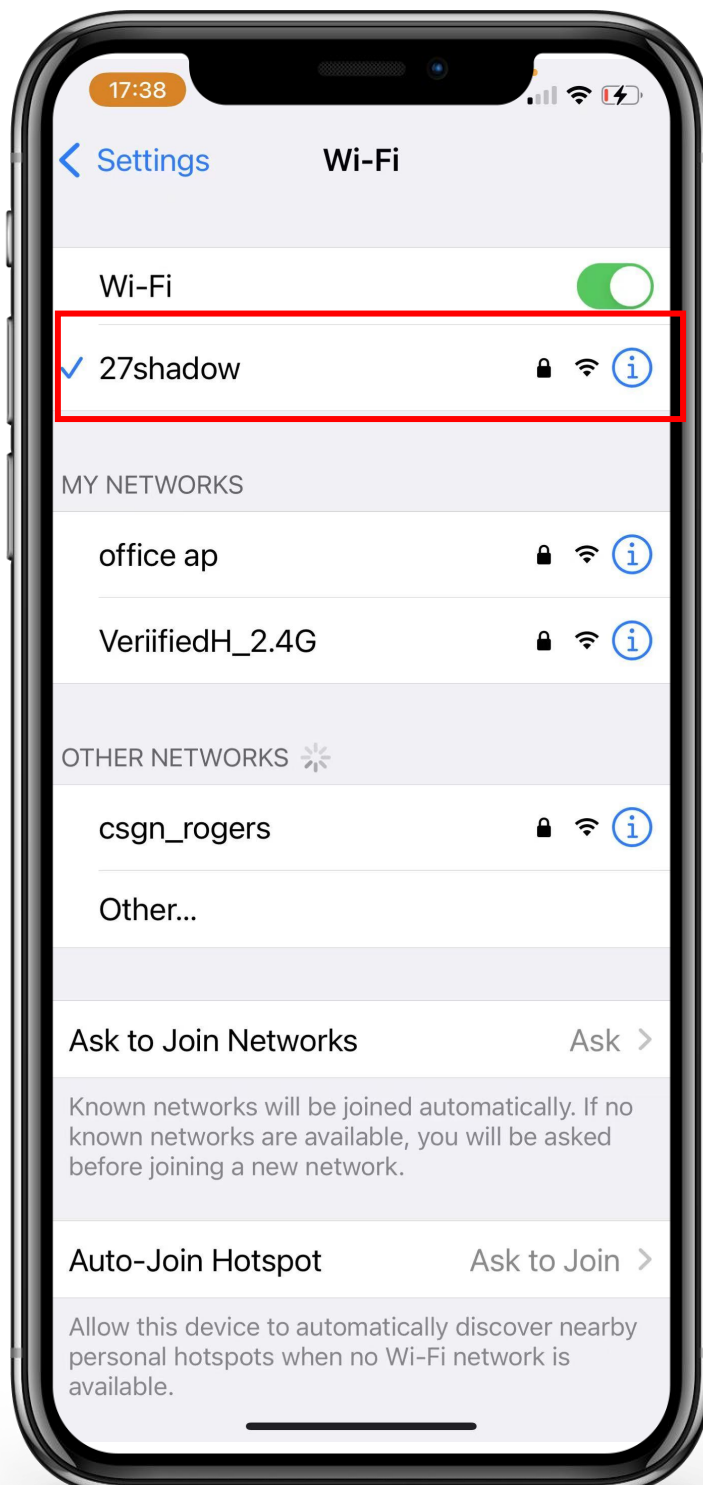 17:38
Settings
Wi-Fi
Wi-Fi
27shadow
MY NETWORKS
office ap
VeriifiedH_2.4G
OTHER NETWORKS
csgn_rogers
Other...
Ask to Join Networks Ask
Known networks will be joined automatically. If no
known networks are available, you will be asked
before joining a new network.
Auto-Join Hotspot Ask to Join
Allow this device to automatically discover nearby
personal hotspots when no Wi-Fi network is
available.